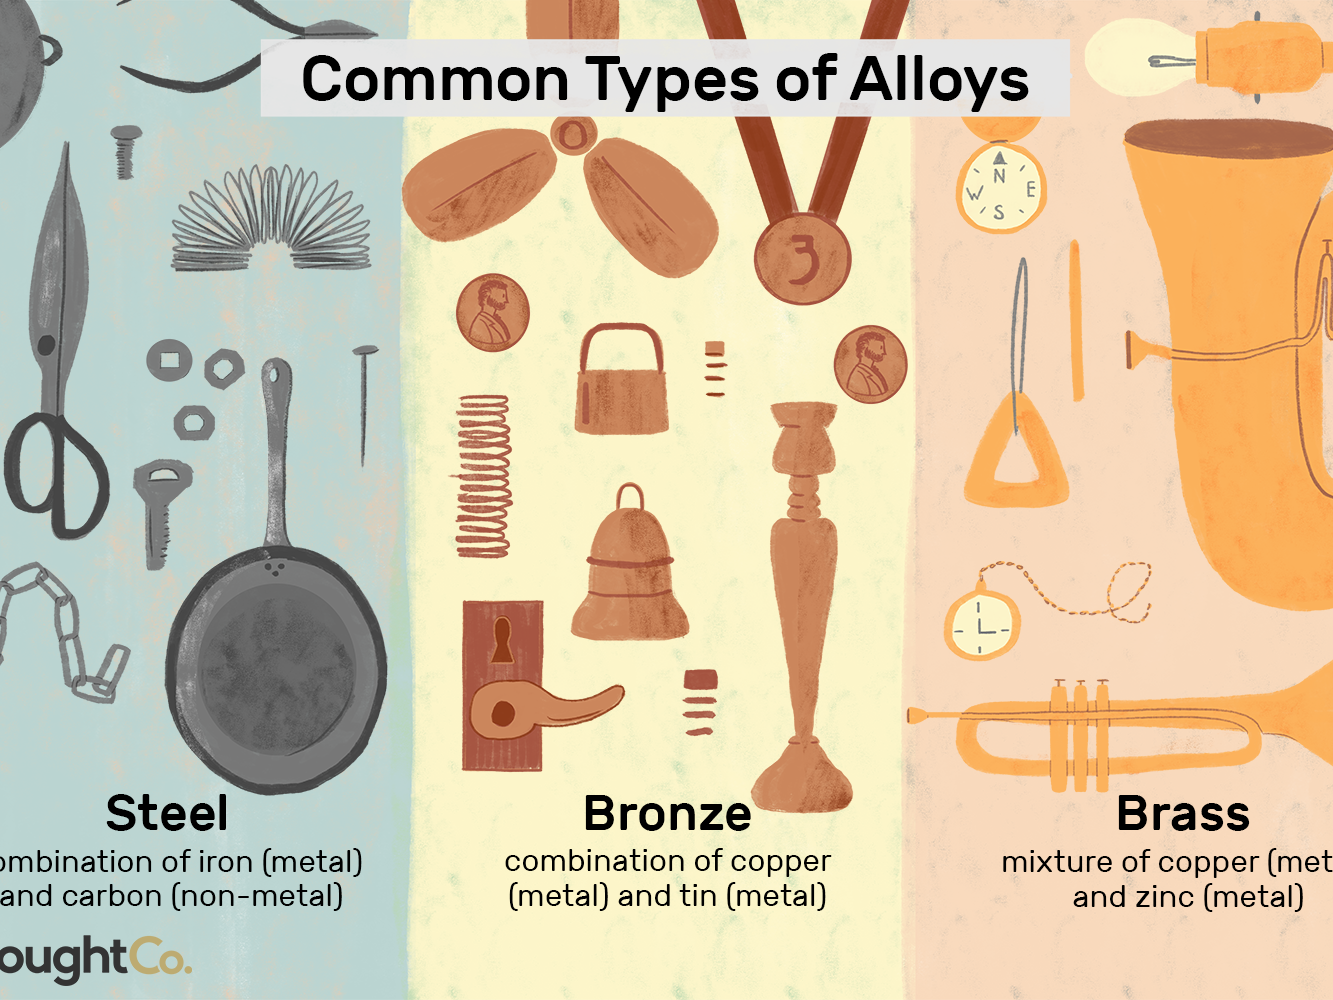 Common Types of Alloys
N
W E
S
3
Steel
ombination of iron (metal)
and carbon (non-metal)
Bronze
combination of copper
(metal) and tin (metal)
Brass
mixture of copper (met
and zinc (metal)
oughtCo.